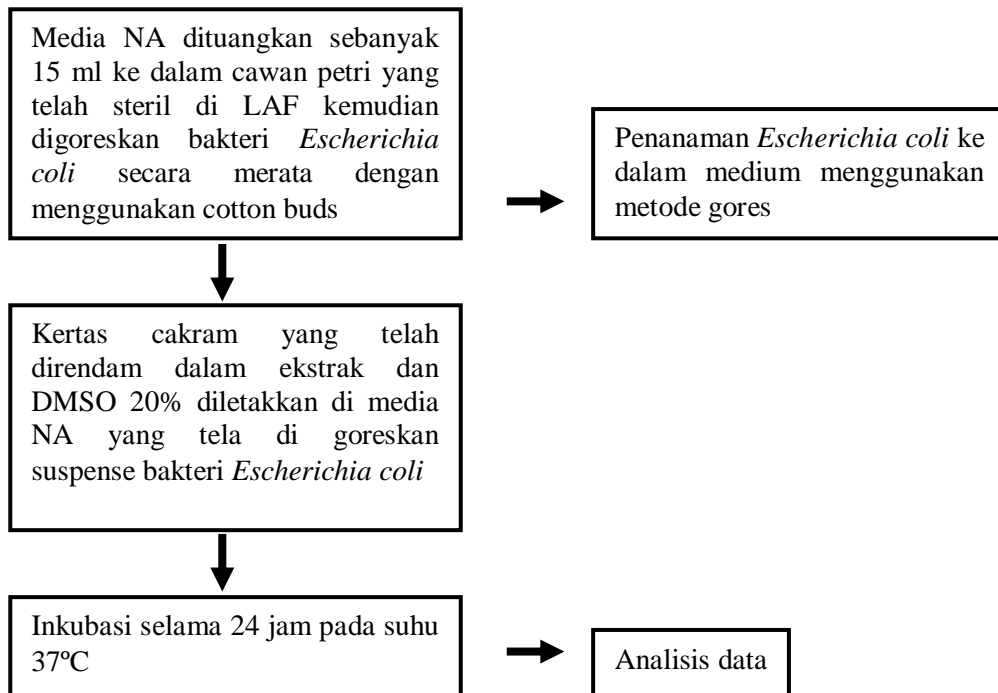 Media NA dituangkan sebanyak
15 ml ke dalam cawan petri yang
telah steril di LAF kemudian
digoreskan bakteri Escherichia
coli secara merata dengan
menggunakan cotton buds
Penanaman Escherichia coli ke
dalam medium menggunakan
metode gores
Kertas cakram yang telah
direndam dalam ekstrak dan
DMSO 20% diletakkan di media
NA yang tela di goreskan
suspense bakteri Escherichia coli
Inkubasi selama 24 jam pada suhu
37ºC
Analisis data